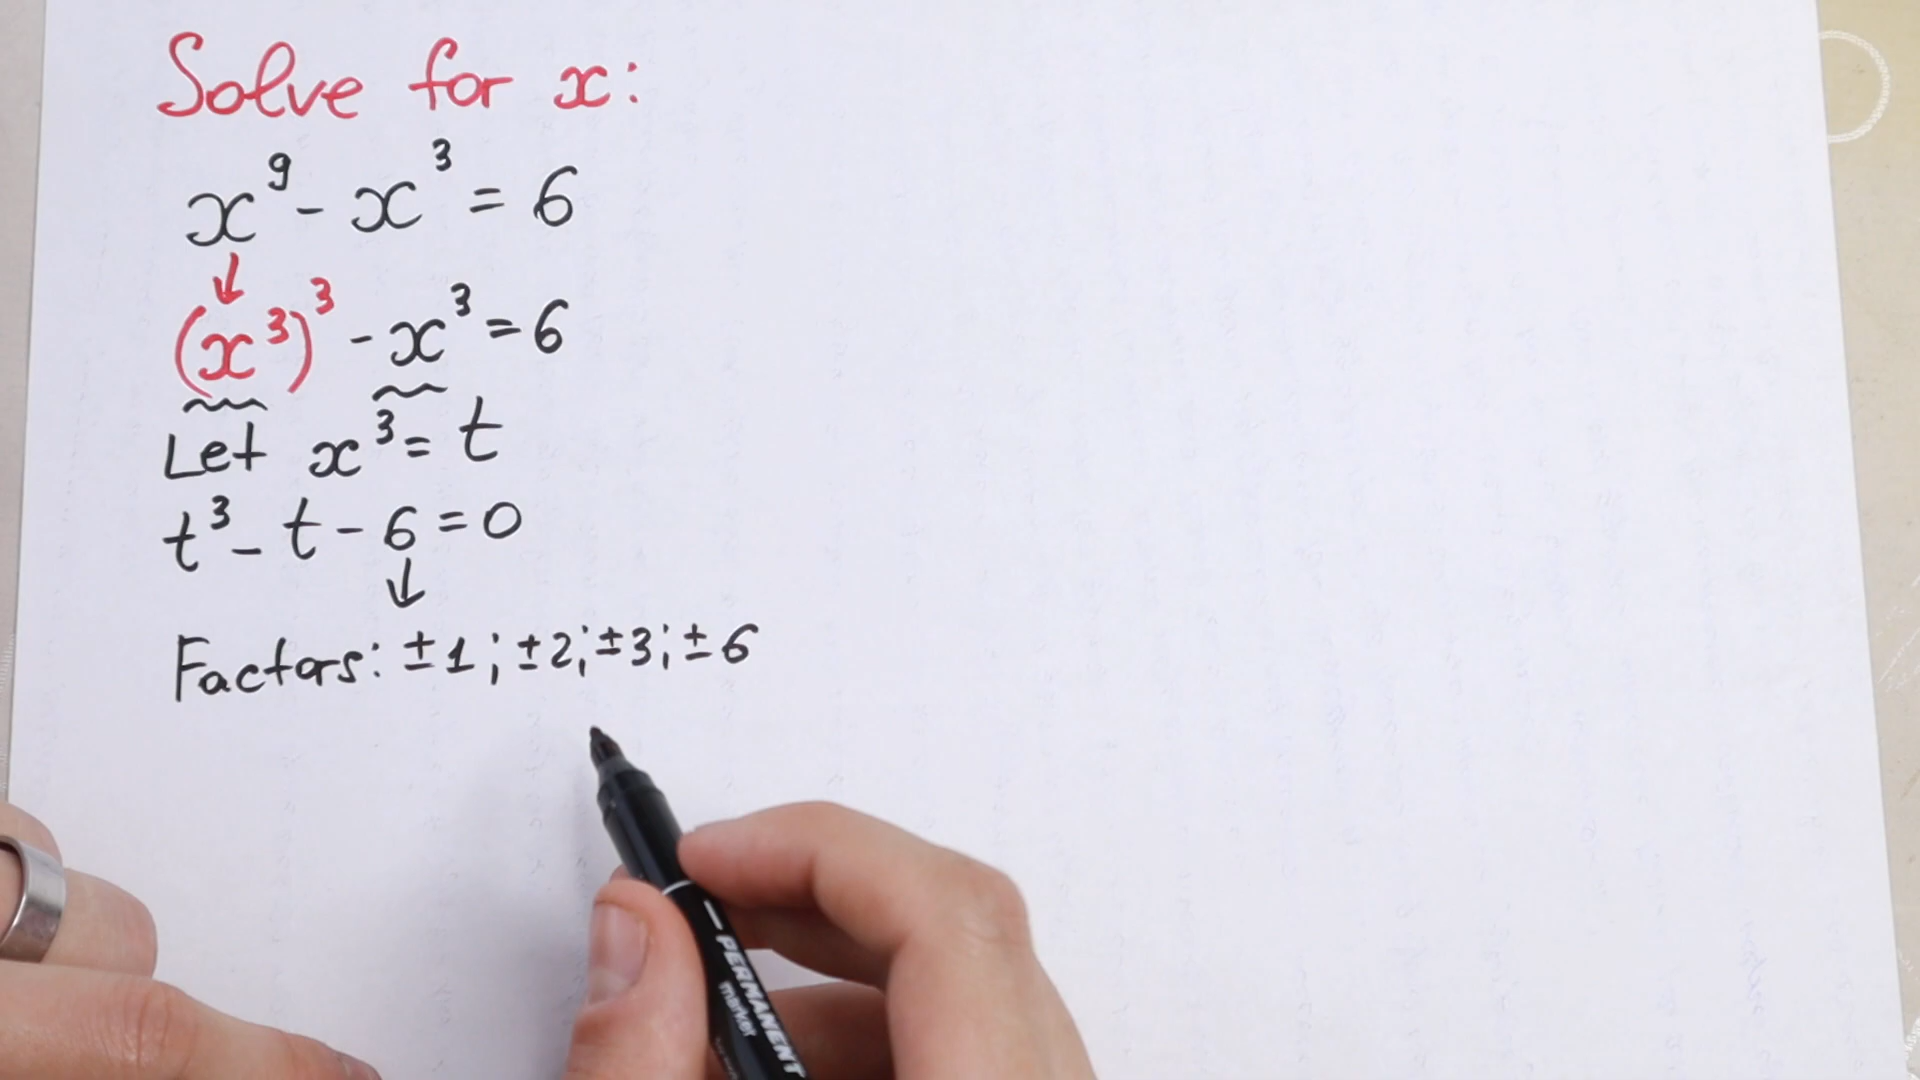 Solve for x:
x⁹ - x³ = 6
(x³)³ - x³ = 6
Let x³ = t
t³ - t - 6 = 0
Factors: ±1; ±2; ±3; ±6
PERMANENT
marker